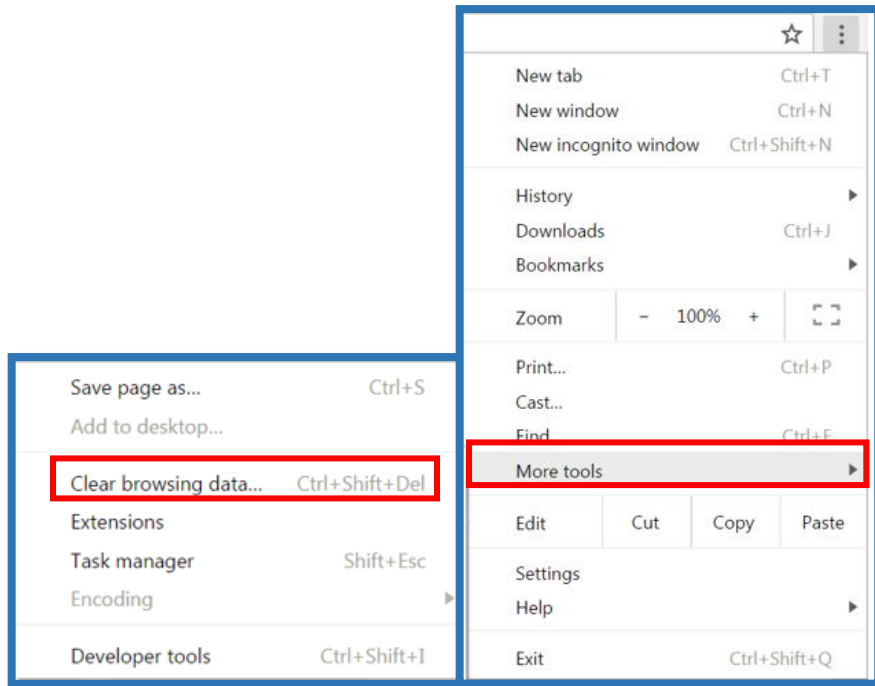 New tab Ctrl+T
New window Ctrl+N
New incognito window Ctrl+Shift+N
History
Downloads Ctrl+J
Bookmarks
Zoom - 100% +
Print... Ctrl+P
Cast...
Find... Ctrl+F
More tools
Edit Cut Copy Paste
Settings
Help
Exit Ctrl+Shift+Q
Save page as... Ctrl+S
Add to desktop...
Clear browsing data... Ctrl+Shift+Del
Extensions
Task manager Shift+Esc
Encoding
Developer tools Ctrl+Shift+I